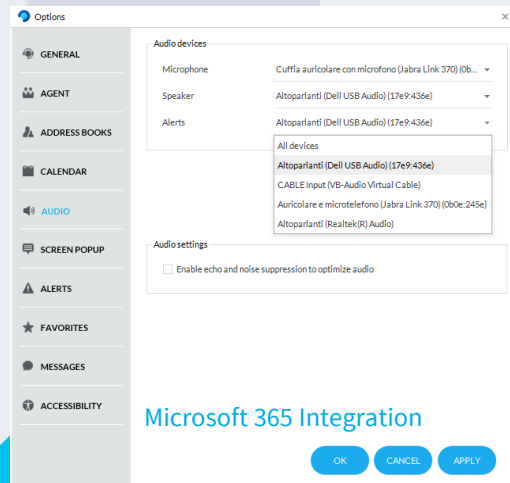 Options
×
GENERAL
AGENT
ADDRESS BOOKS
CALENDAR
AUDIO
SCREEN POPUP
ALERTS
FAVORITES
MESSAGES
ACCESSIBILITY
Audio devices
Microphone Cuffia auricolare con microfono (Jabra Link 370) (0b...
Speaker Altoparlanti (Dell USB Audio) (17e9:436e)
Alerts Altoparlanti (Dell USB Audio) (17e9:436e)
All devices
Altoparlanti (Dell USB Audio) (17e9:436e)
CABLE Input (VB-Audio Virtual Cable)
Auricolare e microtelefono (Jabra Link 370) (0b0e:245e)
Altoparlanti (Realtek(R) Audio)
Audio settings
Enable echo and noise suppression to optimize audio
Microsoft 365 Integration
OK CANCEL APPLY